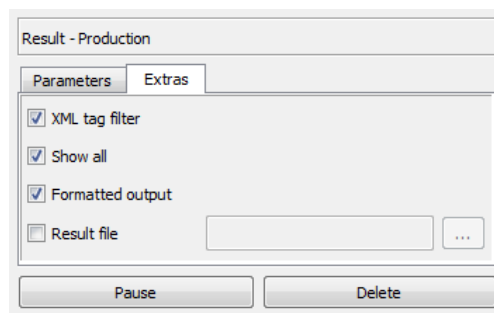 Result - Production
Parameters Extras
XML tag filter
Show all
Formatted output
Result file ...
Pause Delete